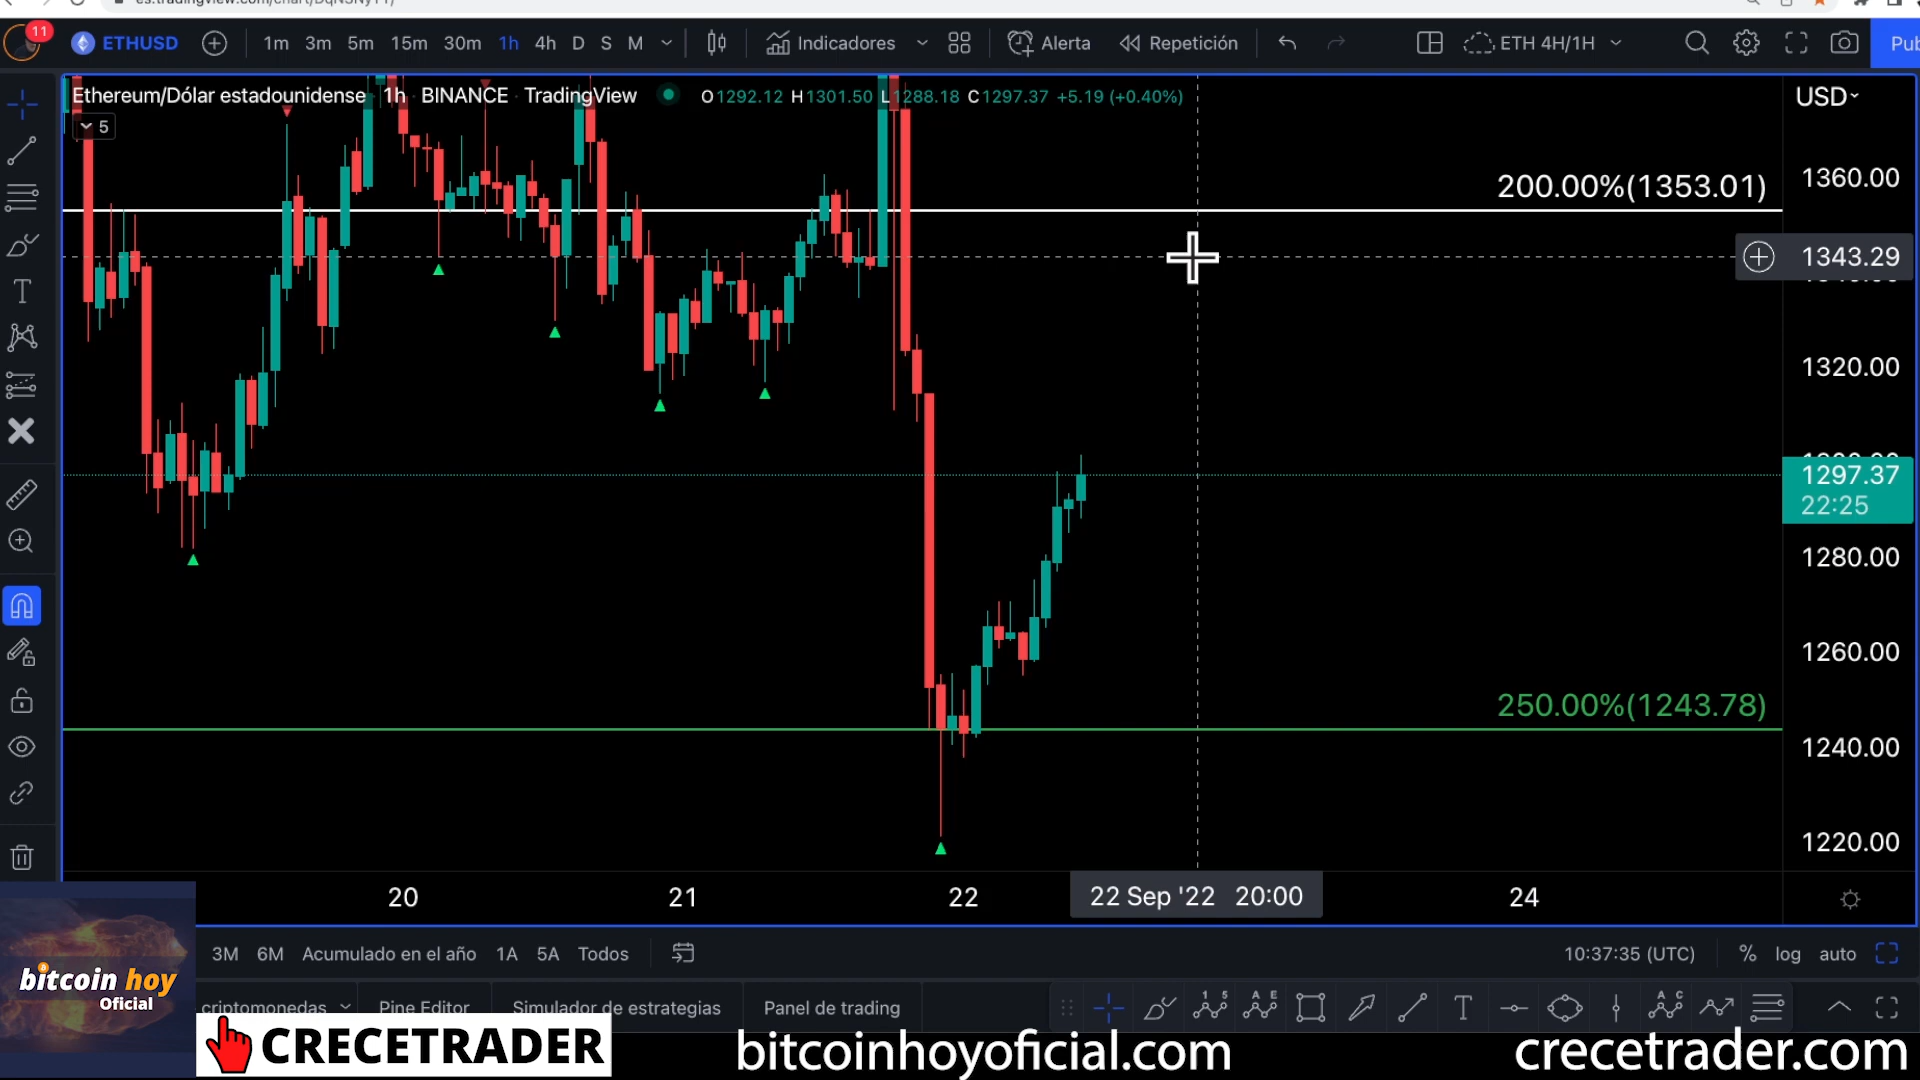 es.tradingview.com/chart/DqNSNyTT/
11
ETHUSD 1m 3m 5m 15m 30m 1h 4h D S M Indicadores Alerta Repetición ETH 4H/1H Pub
Ethereum/Dólar estadounidense 1h BINANCE TradingView O1292.12 H1301.50 L1288.18 C1297.37 +5.19 (+0.40%) USD
5
200.00%(1353.01)
1360.00
1343.29
1320.00
1297.37
22:25
1280.00
1260.00
250.00%(1243.78)
1240.00
1220.00
20 21 22 22 Sep '22 20:00 24
3M 6M Acumulado en el año 1A 5A Todos 10:37:35 (UTC) % log auto
bitcoin hoy
Oficial
criptomonedas Pine Editor Simulador de estrategias Panel de trading
CRECETRADER bitcoinhoyoficial.com crecetrader.com